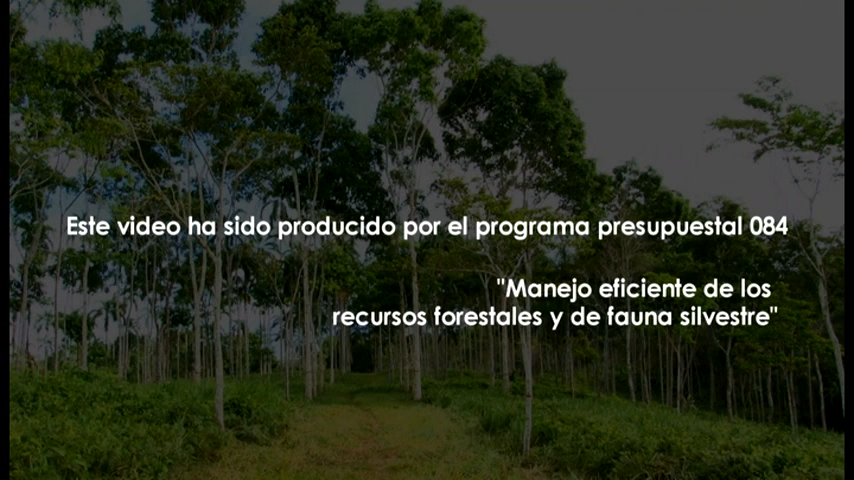 Este video ha sido producido por el programa presupuestal 084
"Manejo eficiente de los
recursos forestales y de fauna silvestre"